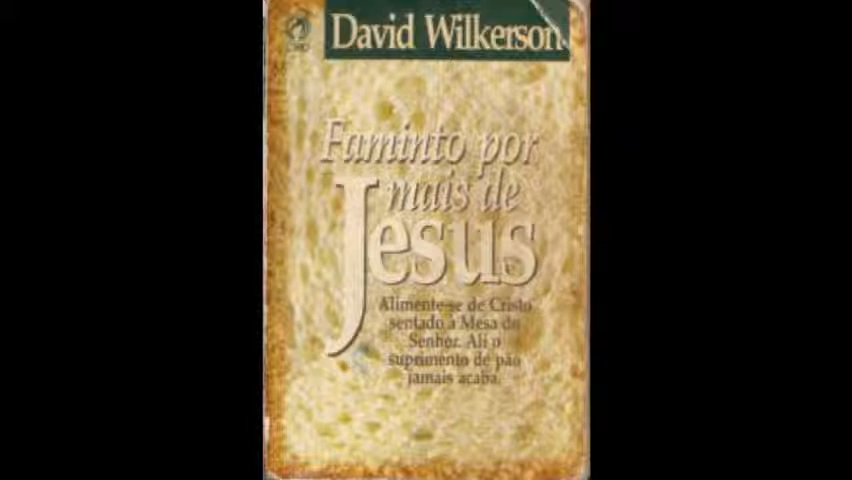 David Wilkerson
CPAD
Faminto por
mais de
Jesus
Alimente-se de Cristo
sentado à Mesa do
Senhor. Ali o
suprimento de pão
jamais acaba.